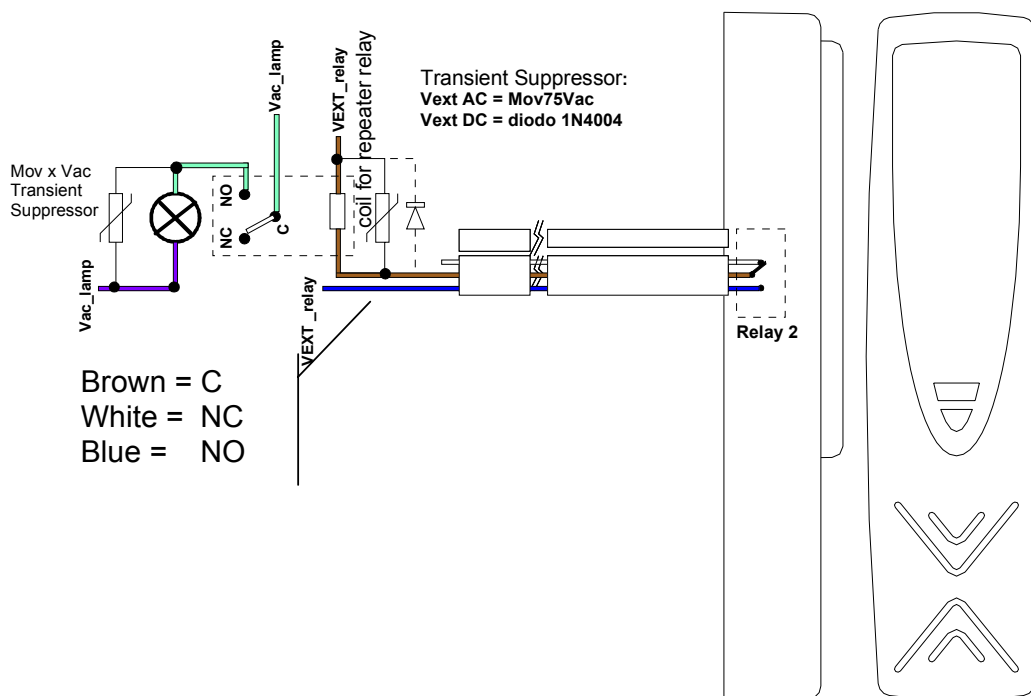 Vac_lamp
VEXT_relay
coil for repeater relay
Transient Suppressor:
Vext AC = Mov75Vac
Vext DC = diodo 1N4004
Mov x Vac
Transient
Suppressor
NO
NC
C
Vac_lamp
VEXT_relay
Relay 2
Brown = C
White = NC
Blue = NO